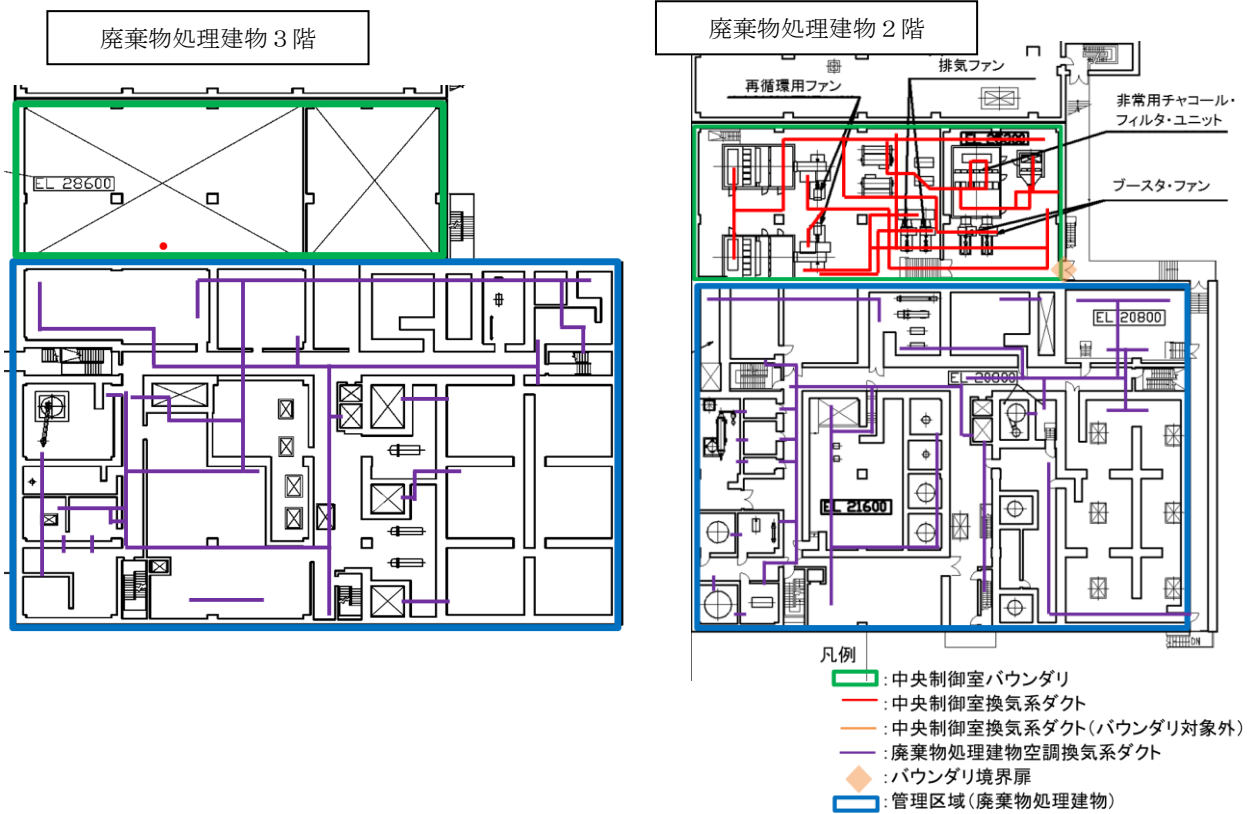 廃棄物処理建物3階
廃棄物処理建物2階
再循環用ファン
排気ファン
非常用チャコール・
フィルタ・ユニット
ブースタ・ファン
EL 28600
EL 20800
EL 20800
EL 21600
DN
凡例
:中央制御室バウンダリ
:中央制御室換気系ダクト
:中央制御室換気系ダクト(バウンダリ対象外)
:廃棄物処理建物空調換気系ダクト
:バウンダリ境界扉
:管理区域(廃棄物処理建物)